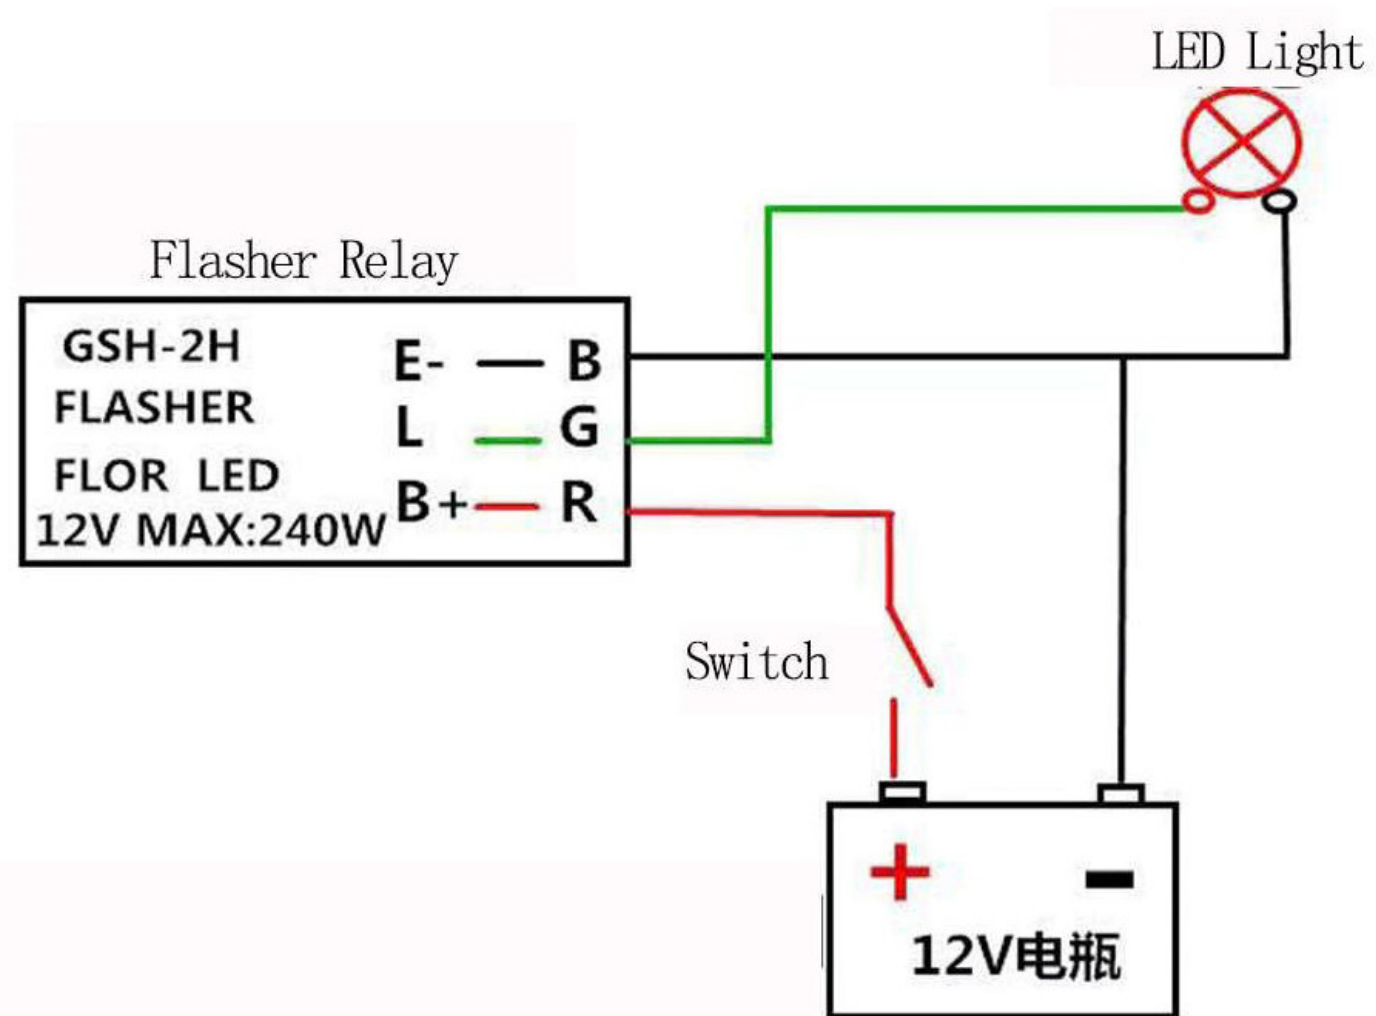 LED Light
Flasher Relay
GSH-2H
FLASHER
FLOR LED
12V MAX:240W
E- — B
L — G
B+ — R
Switch
+ -
12V电瓶